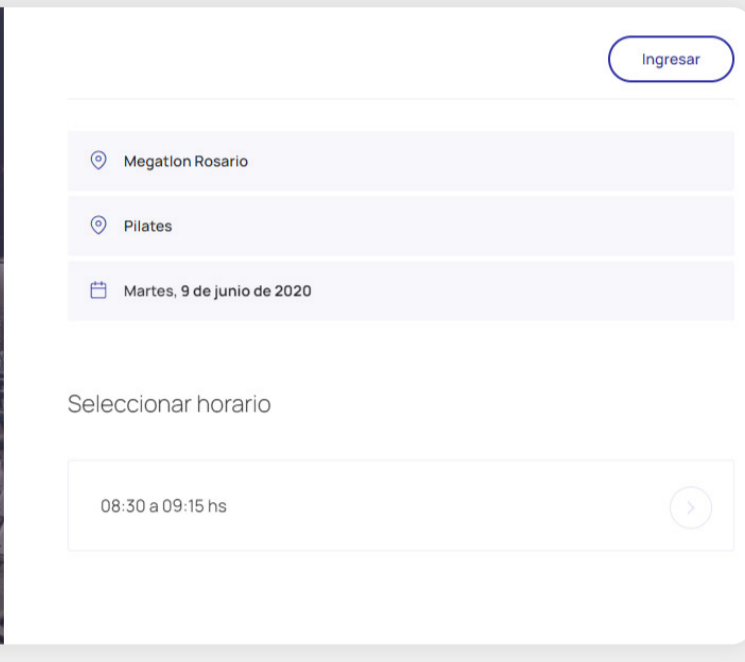 Ingresar
Megatlon Rosario
Pilates
Martes, 9 de junio de 2020
Seleccionar horario
08:30 a 09:15 hs